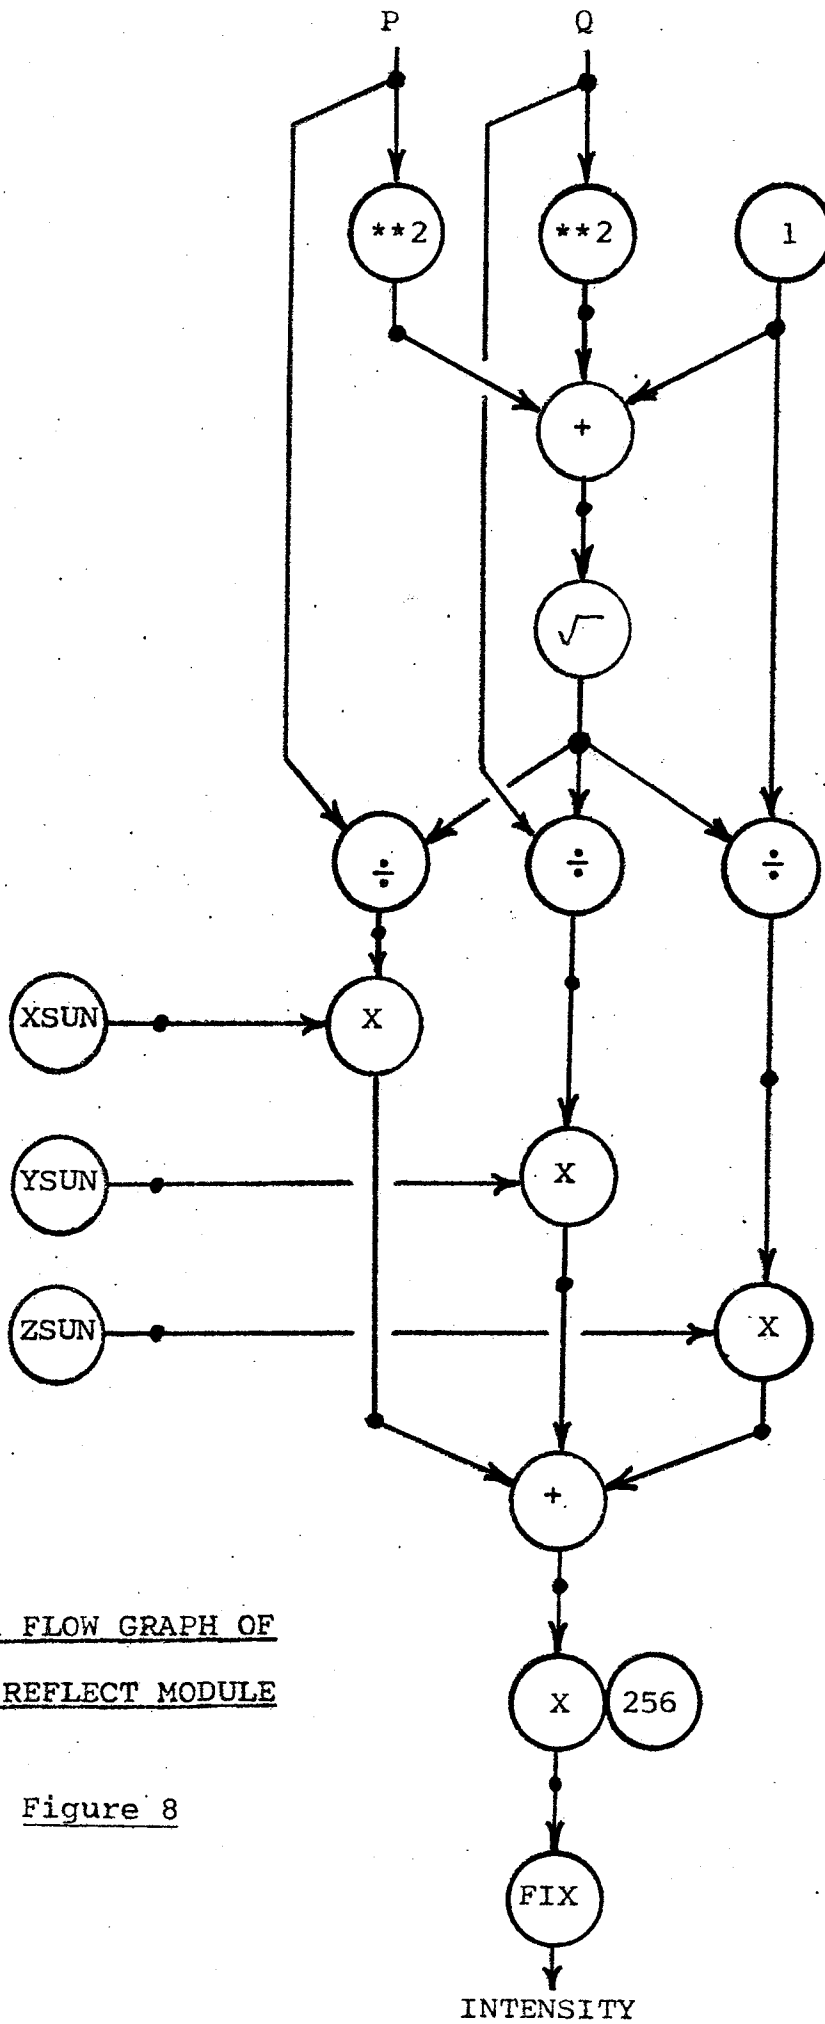 P Q
**2 **2 1
+
√
÷ ÷ ÷
XSUN X
YSUN X
ZSUN X
+
FLOW GRAPH OF
REFLECT MODULE
X 256
Figure 8
FIX
INTENSITY